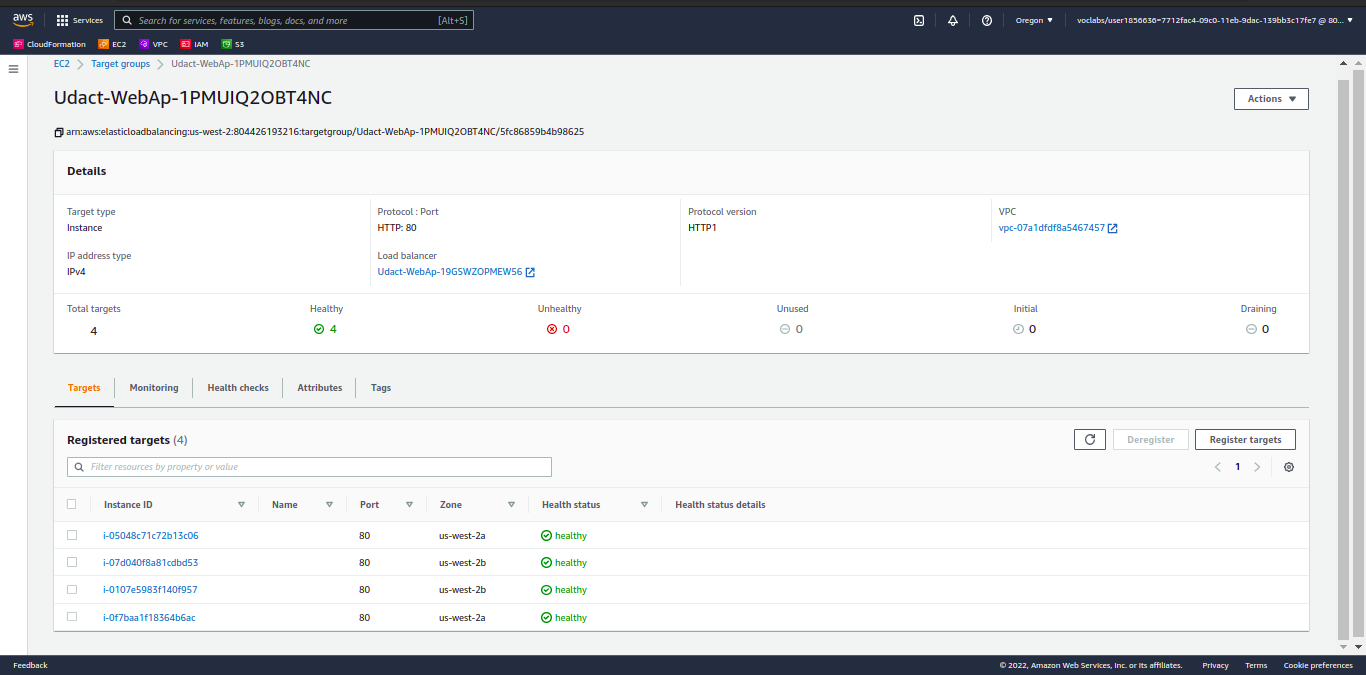 aws Services Search for services, features, blogs, docs, and more [Alt+S] Oregon voclabs/user1856636=7712fac4-09c0-11eb-9dac-139bb3c17fe7 @ 80...
CloudFormation EC2 VPC IAM S3
EC2 Target groups Udact-WebAp-1PMUIQ2OBT4NC
Udact-WebAp-1PMUIQ2OBT4NC
Actions
arn:aws:elasticloadbalancing:us-west-2:804426193216:targetgroup/Udact-WebAp-1PMUIQ2OBT4NC/5fc86859b4b98625
Details
Target type Protocol : Port Protocol version VPC
Instance HTTP: 80 HTTP1 vpc-07a1dfdf8a5467457
IP address type Load balancer
IPv4 Udact-WebAp-19GSWZOPMEW56
Total targets Healthy Unhealthy Unused Initial Draining
4 4 0 0 0 0
Targets Monitoring Health checks Attributes Tags
Registered targets (4) Deregister Register targets
Filter resources by property or value 1
Instance ID Name Port Zone Health status Health status details
i-05048c71c72b13c06 80 us-west-2a healthy
i-07d040f8a81cdbd53 80 us-west-2b healthy
i-0107e5983f140f957 80 us-west-2b healthy
i-0f7baa1f18364b6ac 80 us-west-2a healthy
Feedback © 2022, Amazon Web Services, Inc. or its affiliates. Privacy Terms Cookie preferences